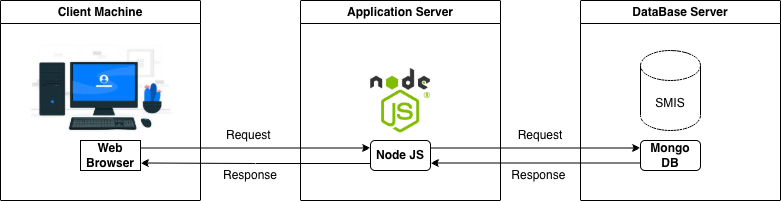 Client Machine
Application Server
DataBase Server
node
JS
®
SMIS
Request
Request
Web
Browser
Node JS
Mongo
DB
Response
Response